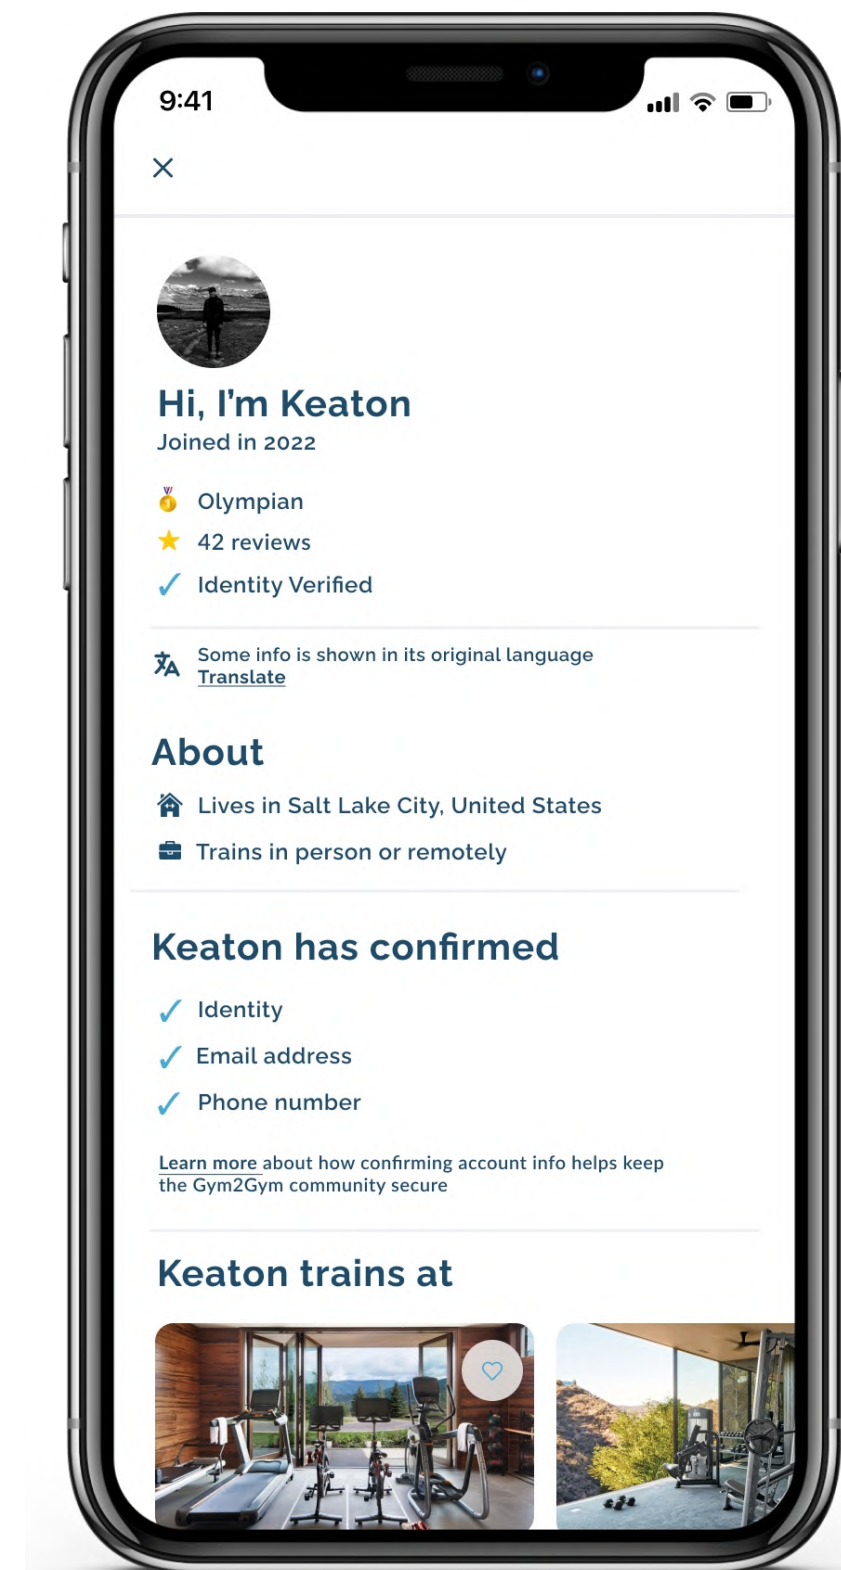 9:41
Hi, I'm Keaton
Joined in 2022
Olympian
42 reviews
Identity Verified
Some info is shown in its original language
Translate
About
Lives in Salt Lake City, United States
Trains in person or remotely
Keaton has confirmed
Identity
Email address
Phone number
Learn more about how confirming account info helps keep
the Gym2Gym community secure
Keaton trains at